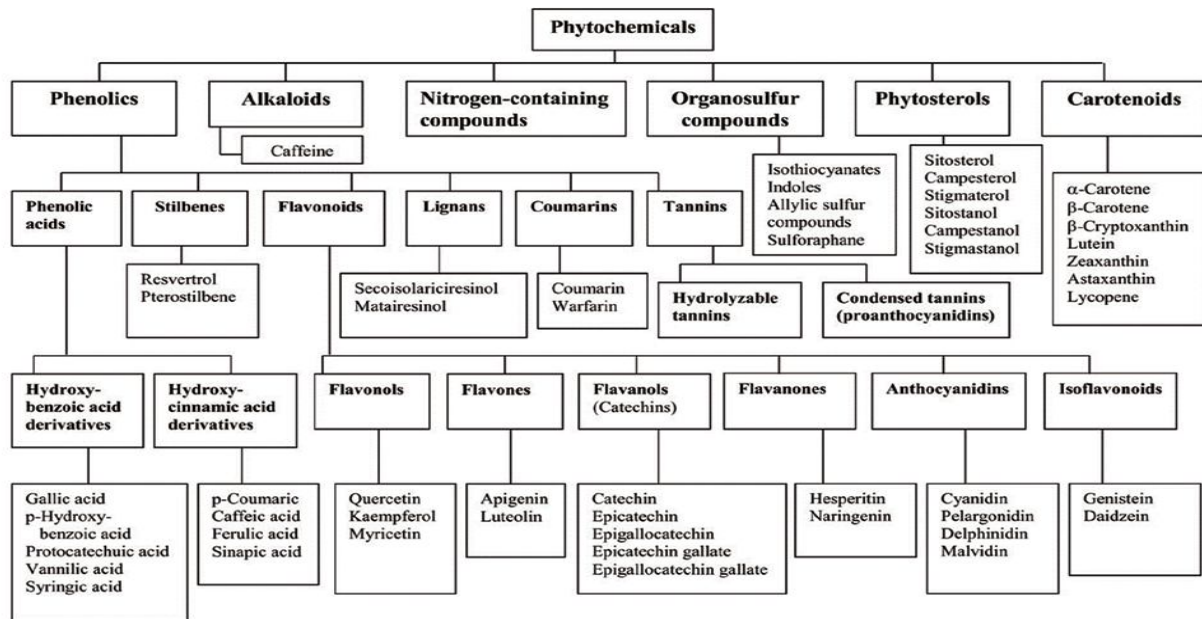 Phytochemicals
Phenolics
Alkaloids
Nitrogen-containing
compounds
Organosulfur
compounds
Phytosterols
Carotenoids
Caffeine
Isothiocyanates
Indoles
Allylic sulfur
compounds
Sulforaphane
Sitosterol
Campesterol
Stigmaterol
Sitostanol
Campestanol
Stigmastanol
α-Carotene
β-Carotene
β-Cryptoxanthin
Lutein
Zeaxanthin
Astaxanthin
Lycopene
Phenolic
acids
Stilbenes
Flavonoids
Lignans
Coumarins
Tannins
Resvertrol
Pterostilbene
Secoisolariciresinol
Matairesinol
Coumarin
Warfarin
Hydrolyzable
tannins
Condensed tannins
(proanthocyanidins)
Hydroxy-
benzoic acid
derivatives
Hydroxy-
cinnamic acid
derivatives
Flavonols
Flavones
Flavanols
(Catechins)
Flavanones
Anthocyanidins
Isoflavonoids
Gallic acid
p-Hydroxy-
benzoic acid
Protocatechuic acid
Vannilic acid
Syringic acid
p-Coumaric
Caffeic acid
Ferulic acid
Sinapic acid
Quercetin
Kaempferol
Myricetin
Apigenin
Luteolin
Catechin
Epicatechin
Epigallocatechin
Epicatechin gallate
Epigallocatechin gallate
Hesperitin
Naringenin
Cyanidin
Pelargonidin
Delphinidin
Malvidin
Genistein
Daidzein